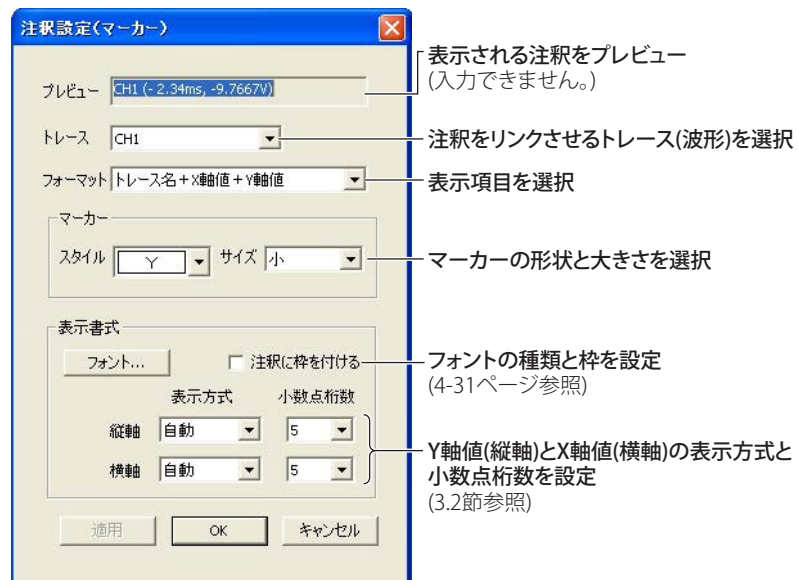 注釈設定(マーカー)
プレビュー CH1 (- 2.34ms, -9.7667V)
表示される注釈をプレビュー
(入力できません。)
トレース CH1
注釈をリンクさせるトレース(波形)を選択
フォーマット トレース名+X軸値+Y軸値
表示項目を選択
マーカー
スタイル Y サイズ 小
マーカーの形状と大きさを選択
表示書式
フォント... 注釈に枠を付ける
フォントの種類と枠を設定
(4-31ページ参照)
表示方式 小数点桁数
縦軸 自動 5
横軸 自動 5
Y軸値(縦軸)とX軸値(横軸)の表示方式と
小数点桁数を設定
(3.2節参照)
適用 OK キャンセル